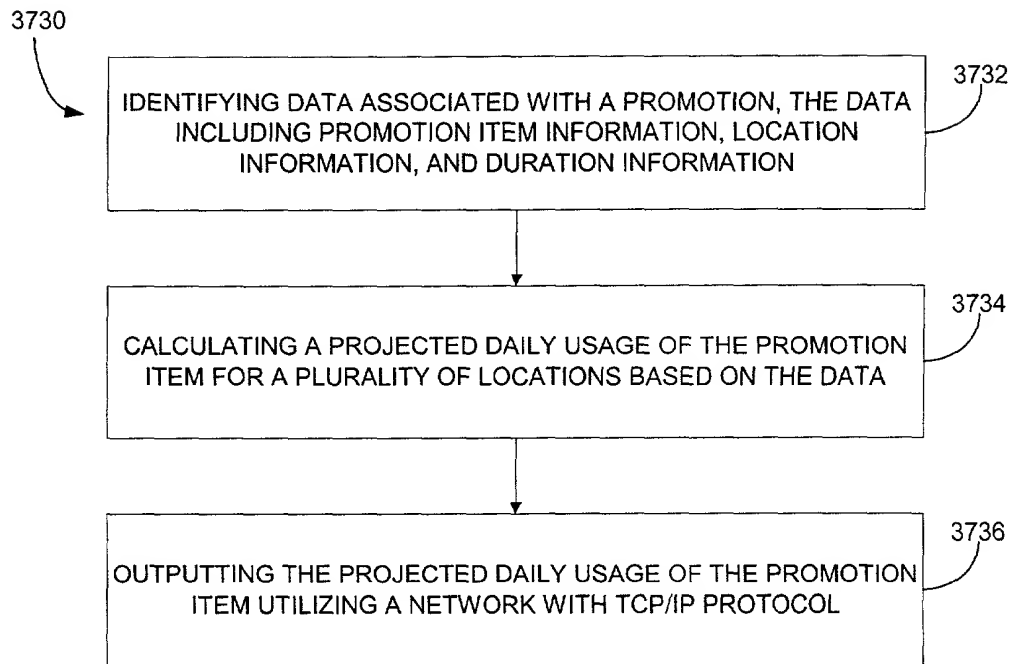 3730
3732
IDENTIFYING DATA ASSOCIATED WITH A PROMOTION, THE DATA
INCLUDING PROMOTION ITEM INFORMATION, LOCATION
INFORMATION, AND DURATION INFORMATION
3734
CALCULATING A PROJECTED DAILY USAGE OF THE PROMOTION
ITEM FOR A PLURALITY OF LOCATIONS BASED ON THE DATA
3736
OUTPUTTING THE PROJECTED DAILY USAGE OF THE PROMOTION
ITEM UTILIZING A NETWORK WITH TCP/IP PROTOCOL